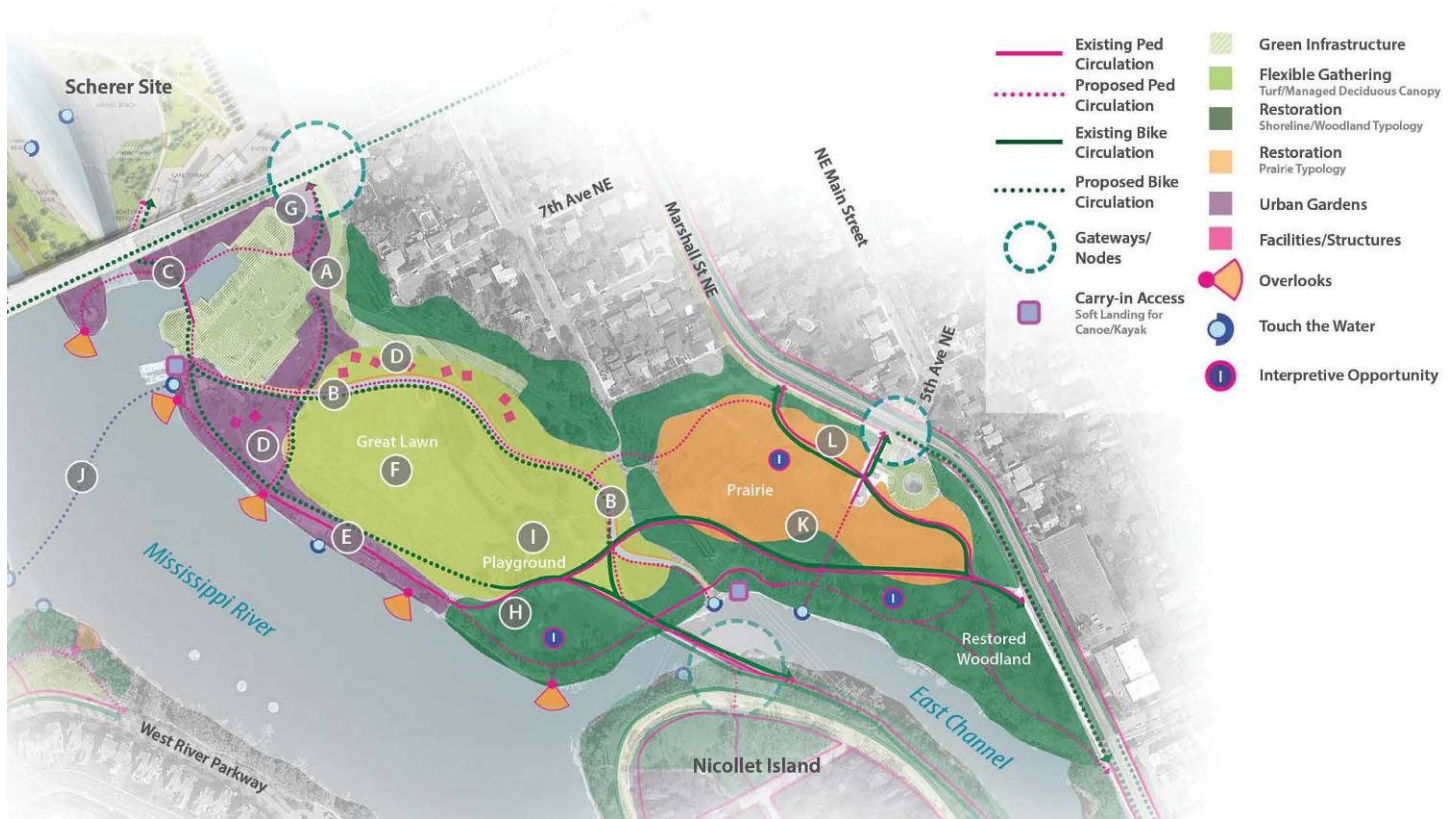 Scherer Site
GRAVEL BEACH
CAFE TERRACE
Existing Ped
Circulation
Proposed Ped
Circulation
Existing Bike
Circulation
Proposed Bike
Circulation
Gateways/
Nodes
Carry-in Access
Soft Landing for
Canoe/Kayak
Green Infrastructure
Flexible Gathering
Turf/Managed Deciduous Canopy
Restoration
Shoreline/Woodland Typology
Restoration
Prairie Typology
Urban Gardens
Facilities/Structures
Overlooks
Touch the Water
I
Interpretive Opportunity
7th Ave NE
Marshall St NE
NE Main Street
5th Ave NE
G
C
A
D
B
D
Great Lawn
F
J
E
B
I
Playground
H
I
L
I
Prairie
K
I
Restored
Woodland
Mississippi River
West River Parkway
East Channel
Nicollet Island